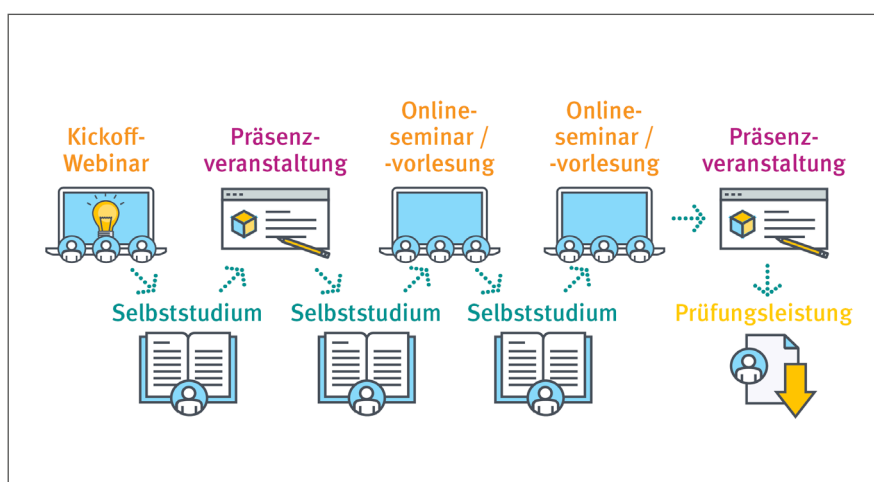 Kickoff-
Webinar
Präsenz-
veranstaltung
Online-
seminar /
-vorlesung
Online-
seminar /
-vorlesung
Präsenz-
veranstaltung
Selbststudium
Selbststudium
Selbststudium
Prüfungsleistung